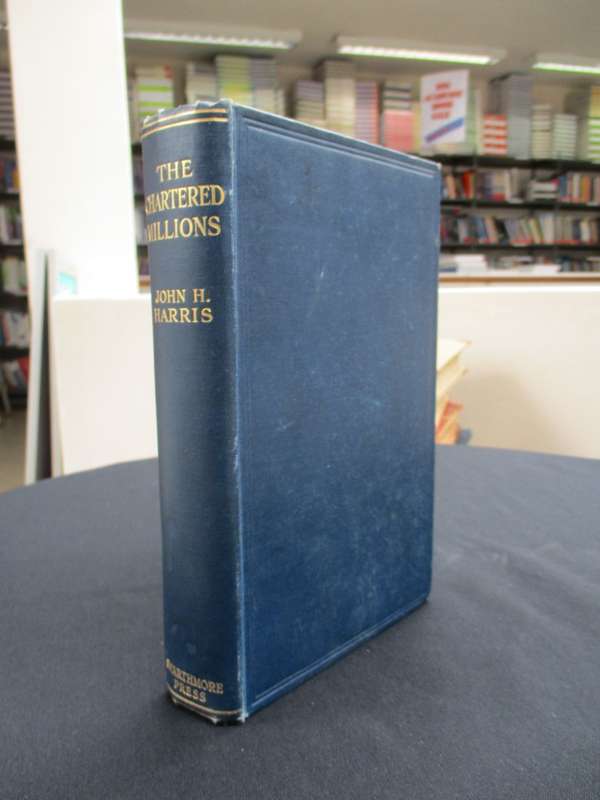 THE
CHARTERED
MILLIONS
JOHN H.
HARRIS
SWARTHMORE
PRESS